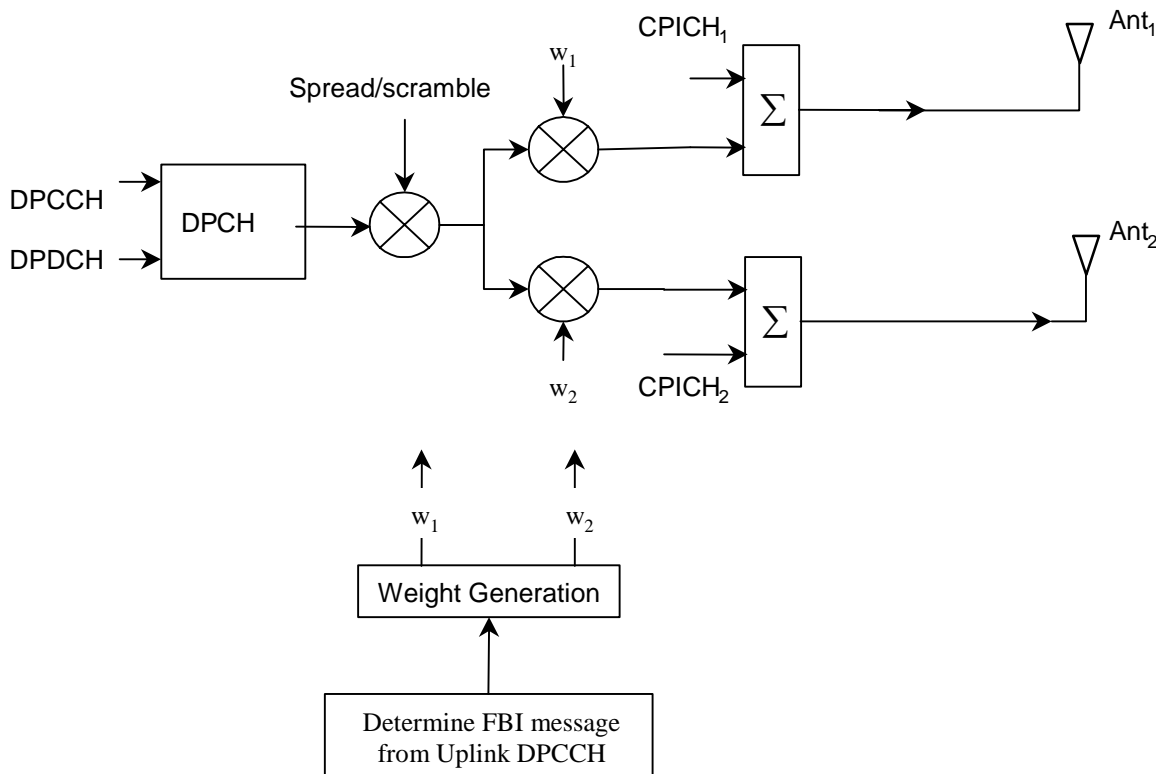 CPICH₁
Ant₁
w₁
Spread/scramble
Σ
DPCCH
DPCH
DPDCH
Ant₂
Σ
w₂
CPICH₂
w₁
w₂
Weight Generation
Determine FBI message
from Uplink DPCCH